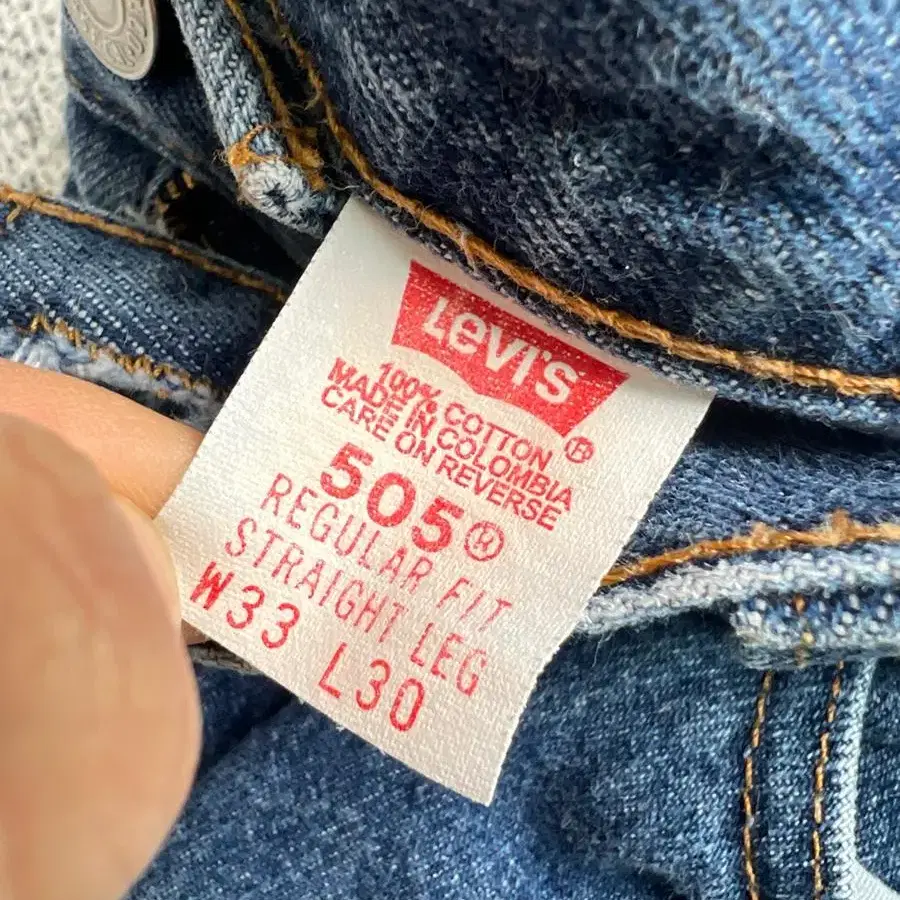 Levi's
®
100% COTTON
MADE IN COLOMBIA
CARE ON REVERSE
505®
REGULAR FIT
STRAIGHT LEG
W33 L30